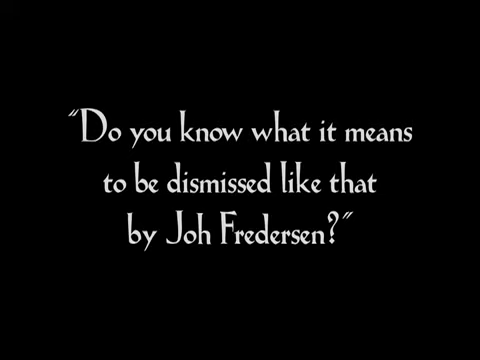 “Do you know what it means
to be dismissed like that
by Joh Fredersen?”